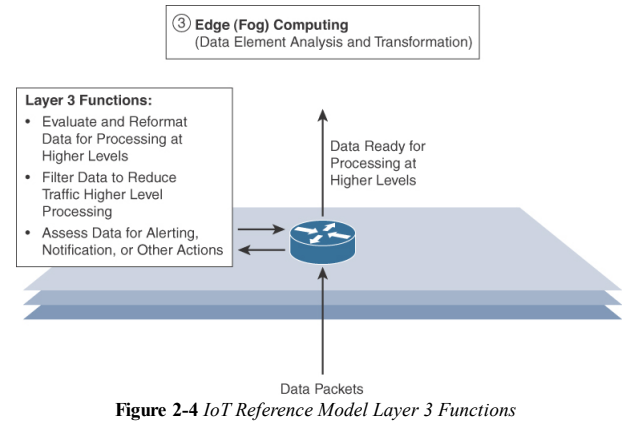 ③ Edge (Fog) Computing
(Data Element Analysis and Transformation)
Layer 3 Functions:
• Evaluate and Reformat
Data for Processing at
Higher Levels
• Filter Data to Reduce
Traffic Higher Level
Processing
• Assess Data for Alerting,
Notification, or Other Actions
Data Ready for
Processing at
Higher Levels
Data Packets
Figure 2-4 IoT Reference Model Layer 3 Functions